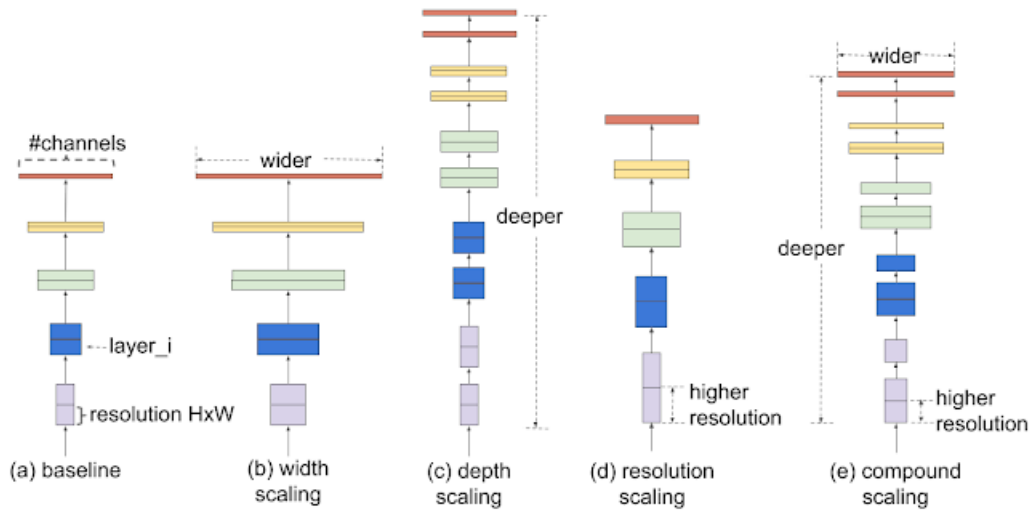 #channels
wider
deeper
wider
deeper
layer_i
resolution HxW
higher
resolution
higher
resolution
(a) baseline
(b) width
scaling
(c) depth
scaling
(d) resolution
scaling
(e) compound
scaling